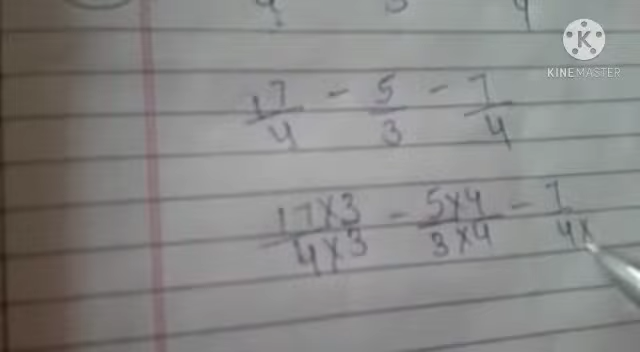 K
KINEMASTER
17/4 - 5/3 - 7/4
17×3/4×3 - 5×4/3×4 - 7/4×